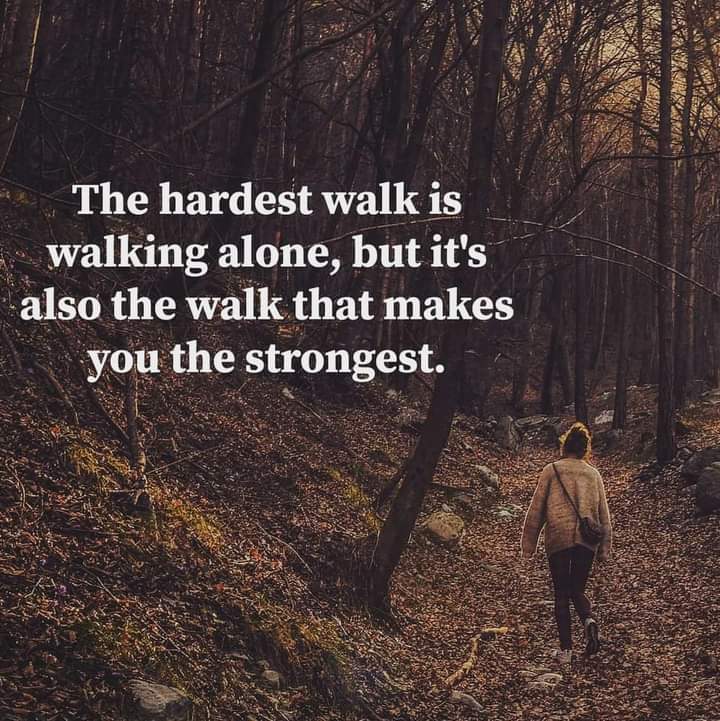 The hardest walk is
walking alone, but it's
also the walk that makes
you the strongest.